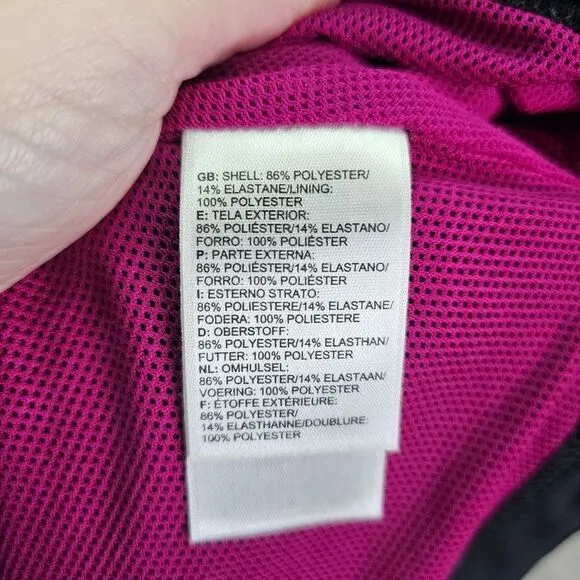 GB: SHELL: 86% POLYESTER/
14% ELASTANE/LINING:
100% POLYESTER
E: TELA EXTERIOR:
86% POLIÉSTER/14% ELASTANO/
FORRO: 100% POLIÉSTER
P: PARTE EXTERNA:
86% POLIÉSTER/14% ELASTANO/
FORRO: 100% POLIÉSTER
I: ESTERNO STRATO:
86% POLIESTERE/14% ELASTANE/
FODERA: 100% POLIESTERE
D: OBERSTOFF:
86% POLYESTER/14% ELASTHAN/
FUTTER: 100% POLYESTER
NL: OMHULSEL:
86% POLYESTER/14% ELASTAAN/
VOERING: 100% POLYESTER
F: ÉTOFFE EXTÉRIEURE:
86% POLYESTER/
14% ELASTHANNE/DOUBLURE:
100% POLYESTER